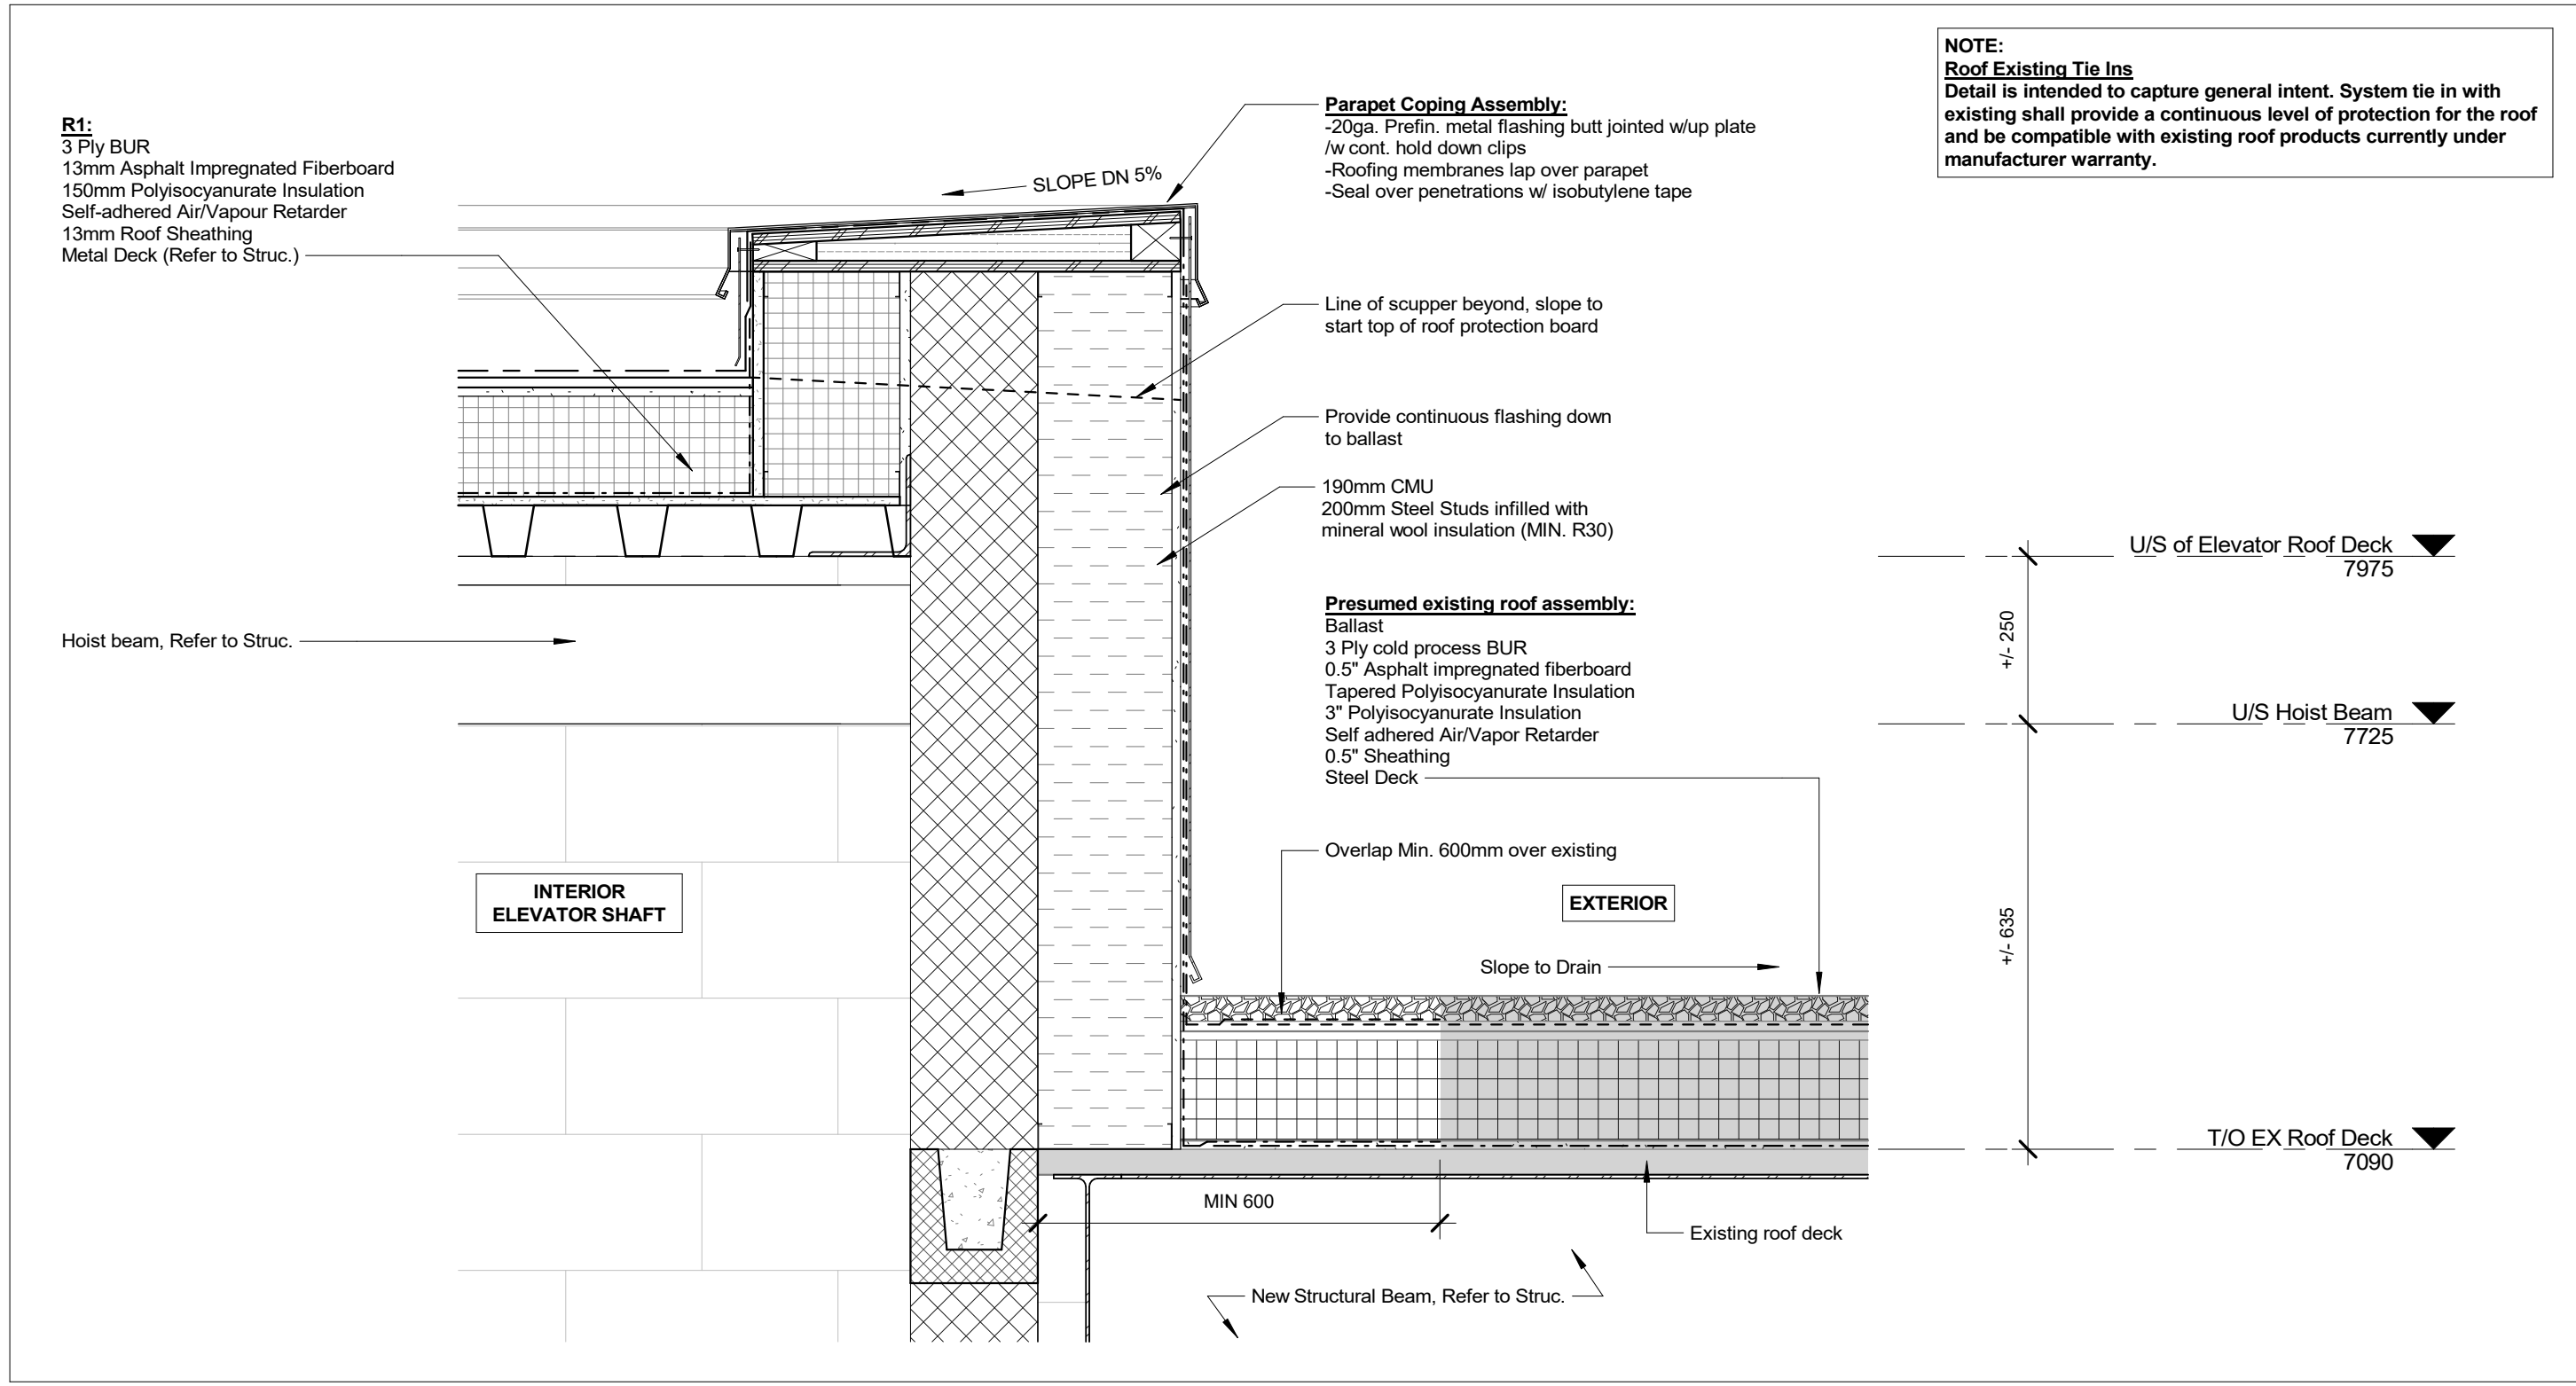 NOTE:
Roof Existing Tie Ins
Detail is intended to capture general intent. System tie in with
existing shall provide a continuous level of protection for the roof
and be compatible with existing roof products currently under
manufacturer warranty.
R1:
3 Ply BUR
13mm Asphalt Impregnated Fiberboard
150mm Polyisocyanurate Insulation
Self-adhered Air/Vapour Retarder
13mm Roof Sheathing
Metal Deck (Refer to Struc.)
SLOPE DN 5%
Parapet Coping Assembly:
-20ga. Prefin. metal flashing butt jointed w/up plate
/w cont. hold down clips
-Roofing membranes lap over parapet
-Seal over penetrations w/ isobutylene tape
Line of scupper beyond, slope to
start top of roof protection board
Provide continuous flashing down
to ballast
190mm CMU
200mm Steel Studs infilled with
mineral wool insulation (MIN. R30)
U/S of Elevator Roof Deck
7975
+/- 250
Hoist beam, Refer to Struc.
Presumed existing roof assembly:
Ballast
3 Ply cold process BUR
0.5" Asphalt impregnated fiberboard
Tapered Polyisocyanurate Insulation
3" Polyisocyanurate Insulation
Self adhered Air/Vapor Retarder
0.5" Sheathing
Steel Deck
U/S Hoist Beam
7725
Overlap Min. 600mm over existing
INTERIOR
ELEVATOR SHAFT
EXTERIOR
+/- 635
Slope to Drain
T/O EX Roof Deck
7090
MIN 600
Existing roof deck
New Structural Beam, Refer to Struc.